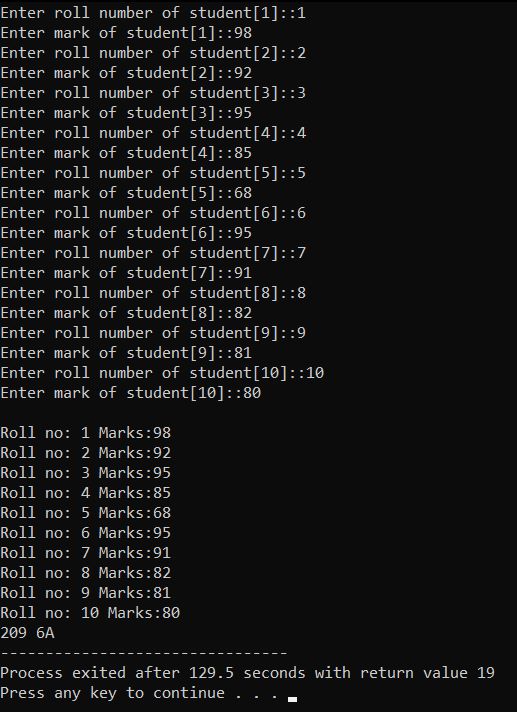 Enter roll number of student[1]::1
Enter mark of student[1]::98
Enter roll number of student[2]::2
Enter mark of student[2]::92
Enter roll number of student[3]::3
Enter mark of student[3]::95
Enter roll number of student[4]::4
Enter mark of student[4]::85
Enter roll number of student[5]::5
Enter mark of student[5]::68
Enter roll number of student[6]::6
Enter mark of student[6]::95
Enter roll number of student[7]::7
Enter mark of student[7]::91
Enter roll number of student[8]::8
Enter mark of student[8]::82
Enter roll number of student[9]::9
Enter mark of student[9]::81
Enter roll number of student[10]::10
Enter mark of student[10]::80
Roll no: 1 Marks:98
Roll no: 2 Marks:92
Roll no: 3 Marks:95
Roll no: 4 Marks:85
Roll no: 5 Marks:68
Roll no: 6 Marks:95
Roll no: 7 Marks:91
Roll no: 8 Marks:82
Roll no: 9 Marks:81
Roll no: 10 Marks:80
209 6A
--------------------------------
Process exited after 129.5 seconds with return value 19
Press any key to continue . . .